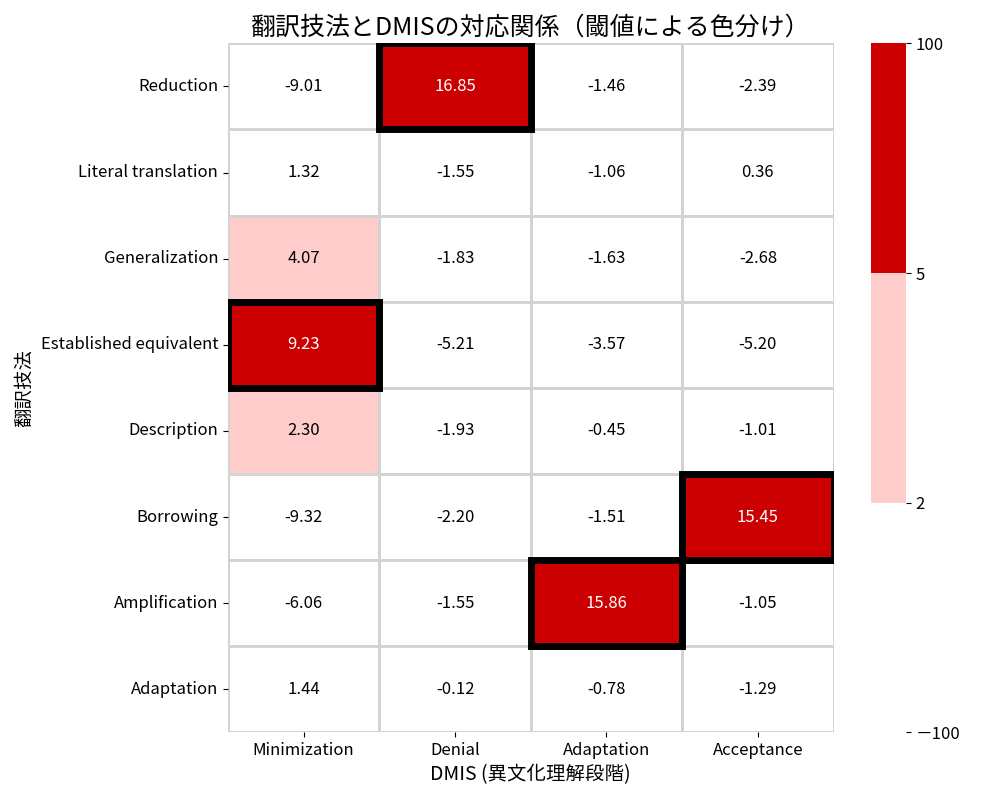 翻訳技法とDMISの対応関係（閾値による色分け）
Reduction -9.01 16.85 -1.46 -2.39
Literal translation 1.32 -1.55 -1.06 0.36
Generalization 4.07 -1.83 -1.63 -2.68
Established equivalent 9.23 -5.21 -3.57 -5.20
Description 2.30 -1.93 -0.45 -1.01
Borrowing -9.32 -2.20 -1.51 15.45
Amplification -6.06 -1.55 15.86 -1.05
Adaptation 1.44 -0.12 -0.78 -1.29
Minimization Denial Adaptation Acceptance
DMIS (異文化理解段階)
翻訳技法
100
5
2
−100